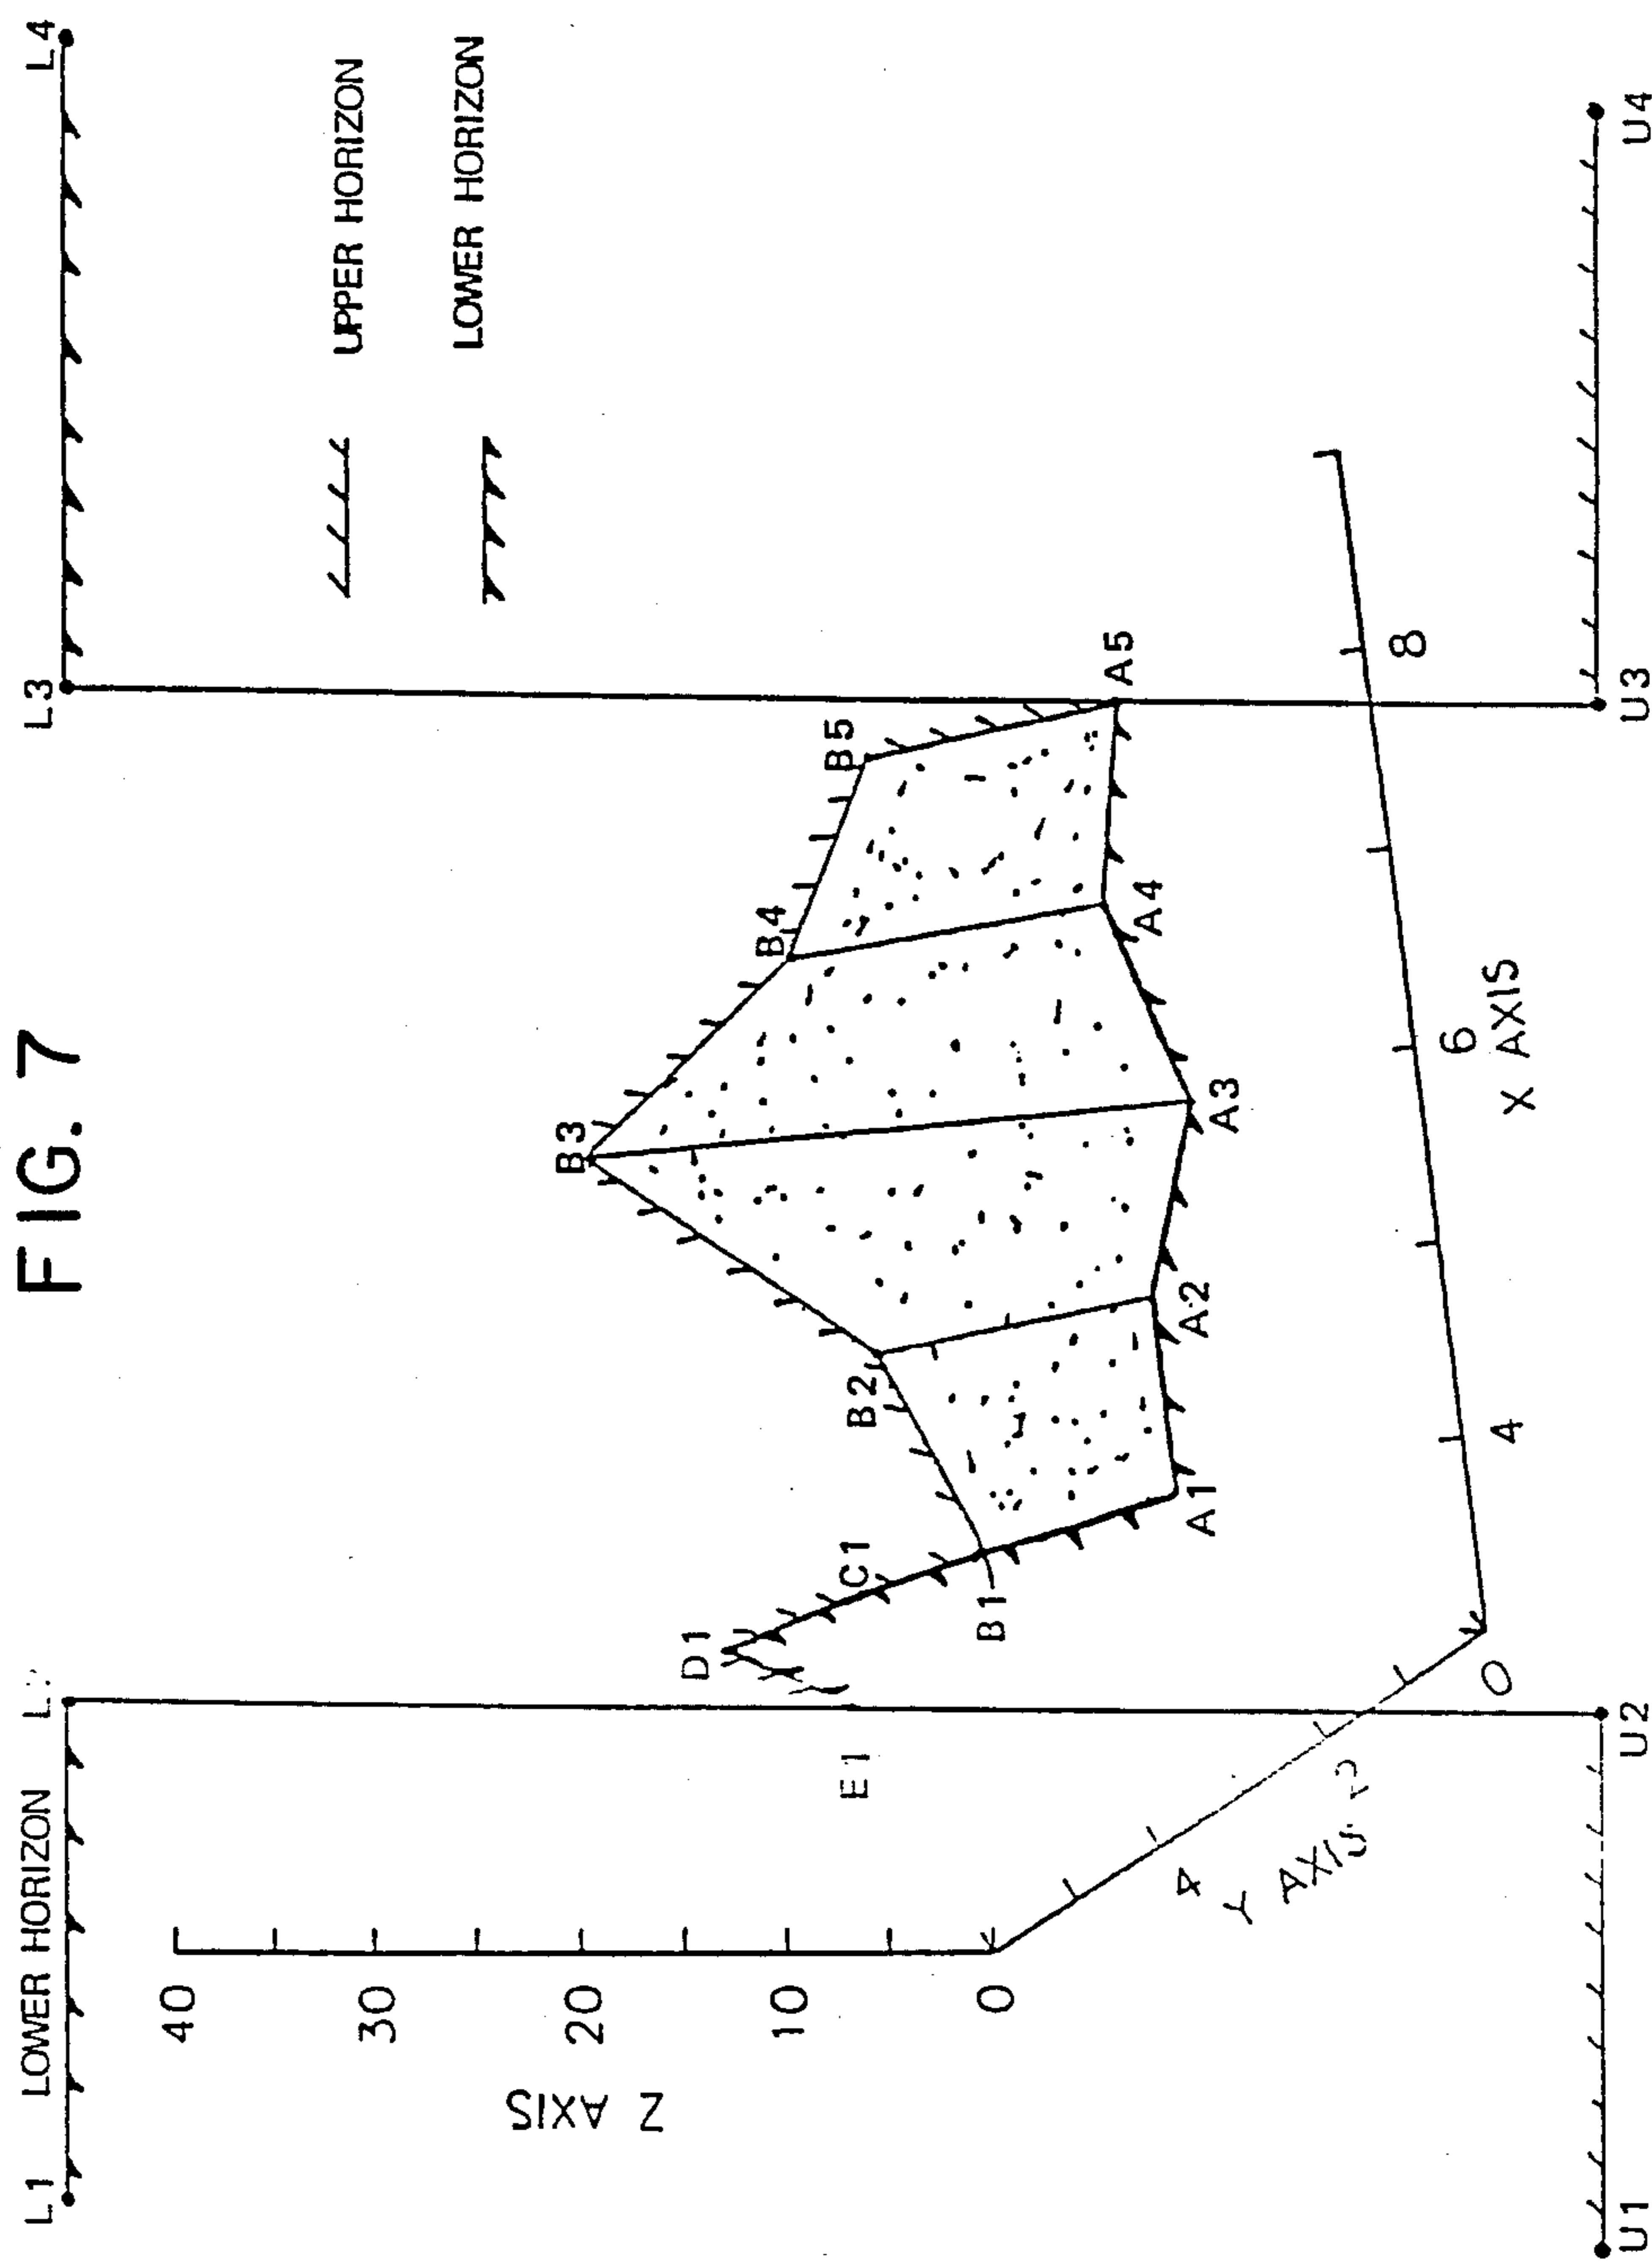 FIG. 7
L1 LOWER HORIZON
L3
L4
UPPER HORIZON
LOWER HORIZON
40
30
20
10
0
Z AXIS
D1
C1
B1
B2
B3
B4
B5
E1
A1
A2
A3
A4
A5
4
Y AXIS
0
4
6
8
X AXIS
U1
U2
U3
U4